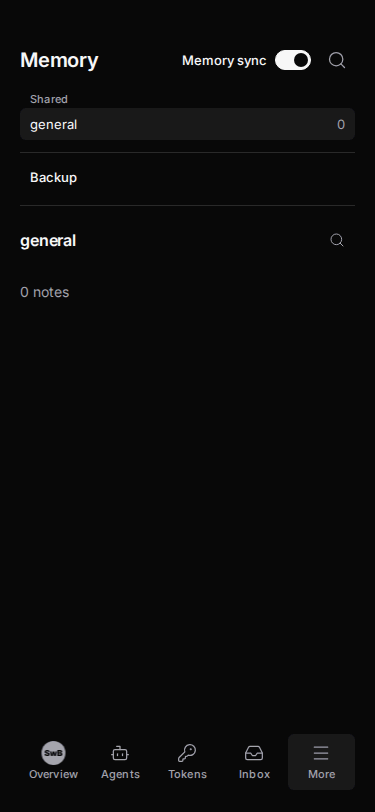 Memory
Memory sync
Shared
general 0
Backup
general
0 notes
SwB
Overview
Agents
Tokens
Inbox
More